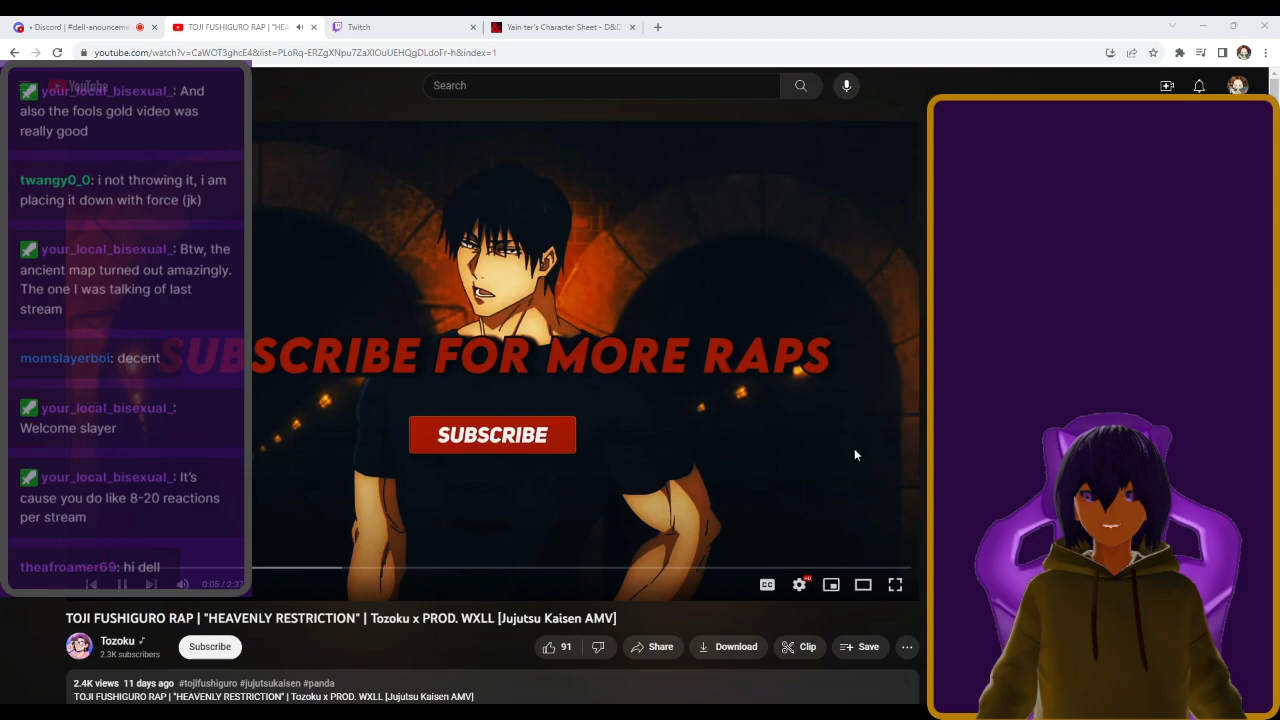 • Discord | #dell-anounceme
TOJI FUSHIGURO RAP | "HEA
Twitch
Yain ter's Character Sheet - D&D
youtube.com/watch?v=CaWOT3ghcE4&list=PLoRq-ERZgXNpu7ZaXIOuUEHQgDLdoFr-h&index=1
YouTube
Search
your_local_bisexual_: And
also the fools gold video was
really good
twangy0_0: i not throwing it, i am
placing it down with force (jk)
your_local_bisexual_: Btw, the
ancient map turned out amazingly.
The one I was talking of last
stream
momslayerboi: decent
your_local_bisexual_:
Welcome slayer
your_local_bisexual_: It's
cause you do like 8-20 reactions
per stream
theafroamer69: hi dell
0:05 / 2:37
SUBSCRIBE FOR MORE RAPS
SUBSCRIBE
CC
HD
TOJI FUSHIGURO RAP | "HEAVENLY RESTRICTION" | Tozoku x PROD. WXLL [Jujutsu Kaisen AMV]
Tozoku
2.3K subscribers
Subscribe
91
Share
Download
Clip
Save
2.4K views 11 days ago #tojifushiguro #jujutsukaisen #panda
TOJI FUSHIGURO RAP | "HEAVENLY RESTRICTION" | Tozoku x PROD. WXLL [Jujutsu Kaisen AMV]